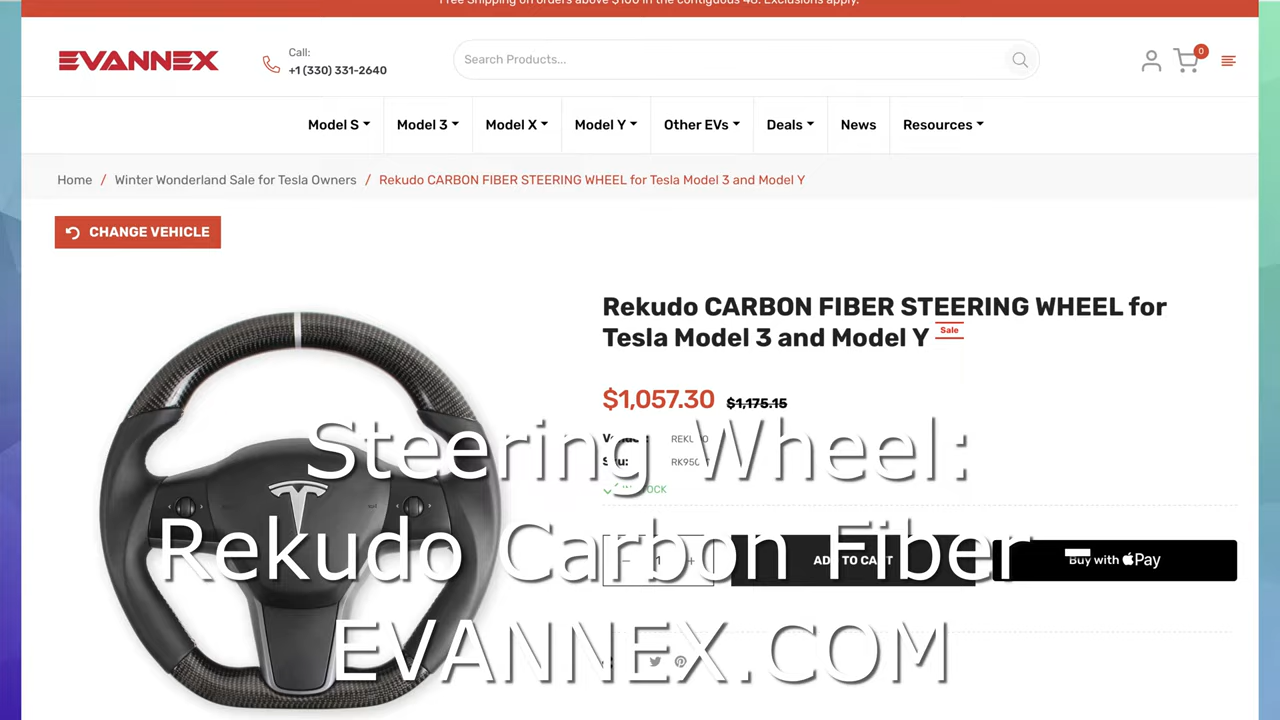 Free Shipping on orders above $100 in the contiguous 48. Exclusions apply.
EVANNEX
Call:
+1 (330) 331-2640
Search Products...
0
Model S
Model 3
Model X
Model Y
Other EVs
Deals
News
Resources
Home / Winter Wonderland Sale for Tesla Owners / Rekudo CARBON FIBER STEERING WHEEL for Tesla Model 3 and Model Y
CHANGE VEHICLE
Rekudo CARBON FIBER STEERING WHEEL for
Tesla Model 3 and Model Y Sale
$1,057.30 $1,175.15
Steering Wheel:
Rekudo Carbon Fiber
EVANNEX.COM
ADD TO CART
Buy with Pay